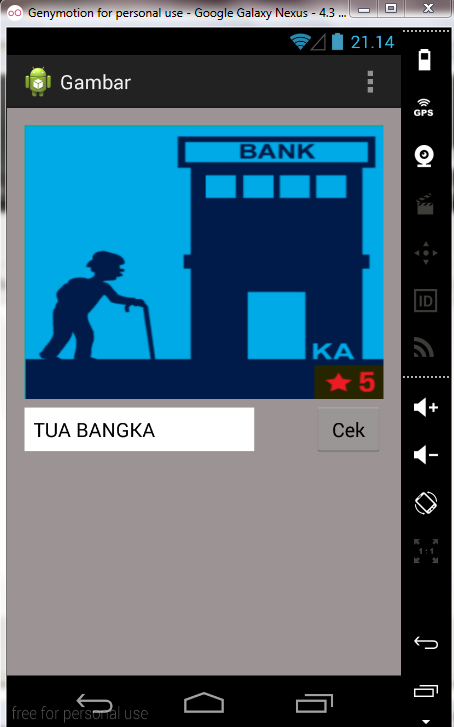 Genymotion for personal use - Google Galaxy Nexus - 4.3 ...
21.14
Gambar
GPS
BANK
ID
KA
5
TUA BANGKA
Cek
1:1
free for personal use